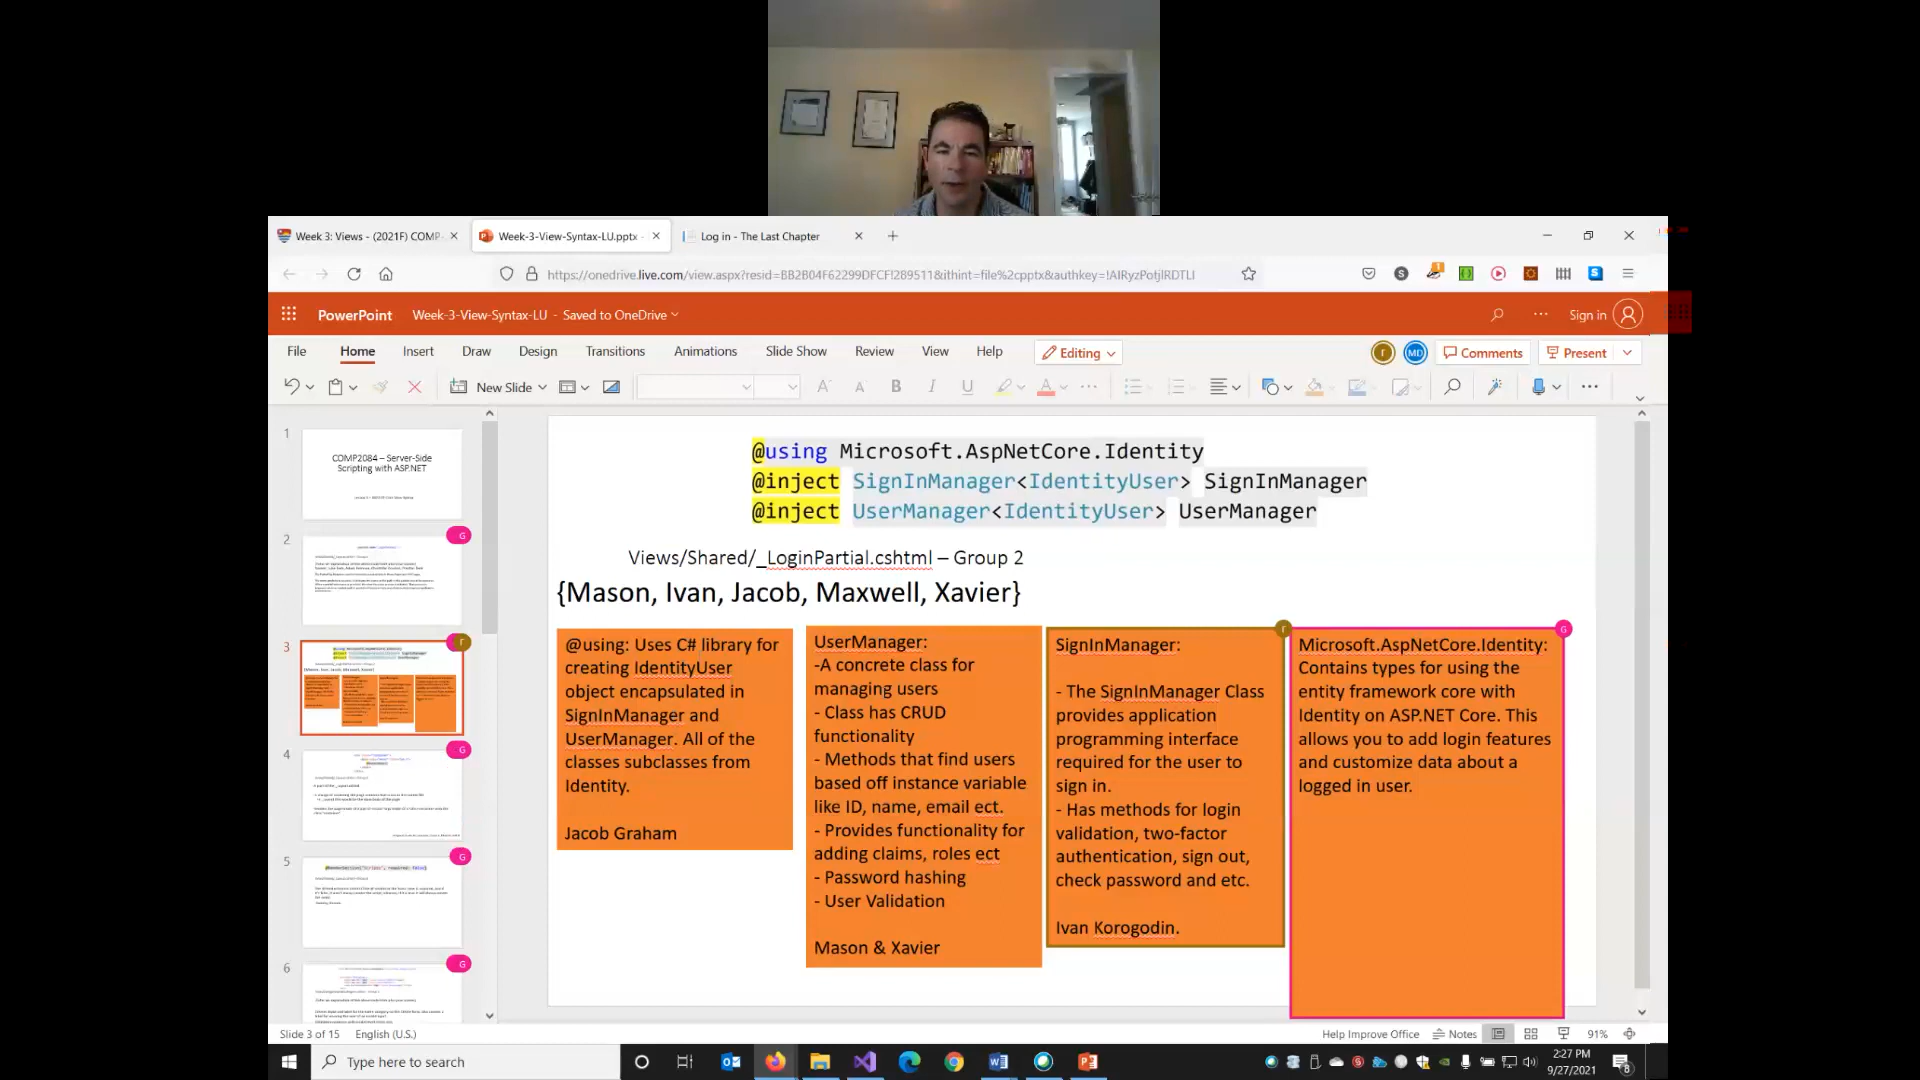 Week 3: Views - (2021F) COMP-
Week-3-View-Syntax-LU.pptx -
Log in - The Last Chapter
https://onedrive.live.com/view.aspx?resid=BB2B04F62299DFCF!289511&ithint=file%2cpptx&authkey=!AIRyzPotjlRDTLI
PowerPoint
Week-3-View-Syntax-LU - Saved to OneDrive
Sign in
File
Home
Insert
Draw
Design
Transitions
Animations
Slide Show
Review
View
Help
Editing
MD
Comments
Present
New Slide
1
COMP2084 – Server-Side
Scripting with ASP.NET
2
G
3
4
G
5
G
6
G
@using Microsoft.AspNetCore.Identity
@inject SignInManager<IdentityUser> SignInManager
@inject UserManager<IdentityUser> UserManager
Views/Shared/_LoginPartial.cshtml – Group 2
{Mason, Ivan, Jacob, Maxwell, Xavier}
@using: Uses C# library for
creating IdentityUser
object encapsulated in
SignInManager and
UserManager. All of the
classes subclasses from
Identity.
Jacob Graham
UserManager:
-A concrete class for
managing users
- Class has CRUD
functionality
- Methods that find users
based off instance variable
like ID, name, email ect.
- Provides functionality for
adding claims, roles ect
- Password hashing
- User Validation
Mason & Xavier
SignInManager:
- The SignInManager Class
provides application
programming interface
required for the user to
sign in.
- Has methods for login
validation, two-factor
authentication, sign out,
check password and etc.
Ivan Korogodin.
G
Microsoft.AspNetCore.Identity:
Contains types for using the
entity framework core with
Identity on ASP.NET Core. This
allows you to add login features
and customize data about a
logged in user.
Slide 3 of 15
English (U.S.)
Help Improve Office
Notes
91%
Type here to search
2:27 PM
9/27/2021
8